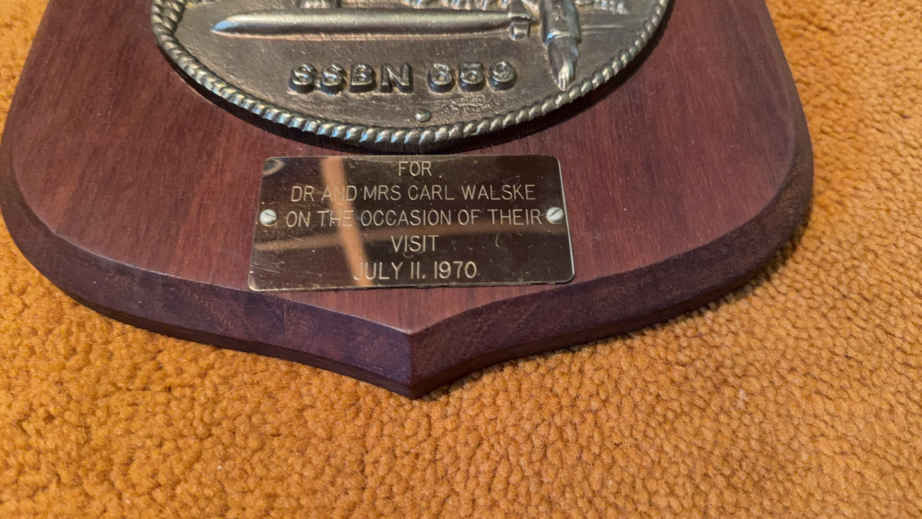 SSBN 659
FOR
DR AND MRS CARL WALSKE
ON THE OCCASION OF THEIR
VISIT
JULY 11, 1970